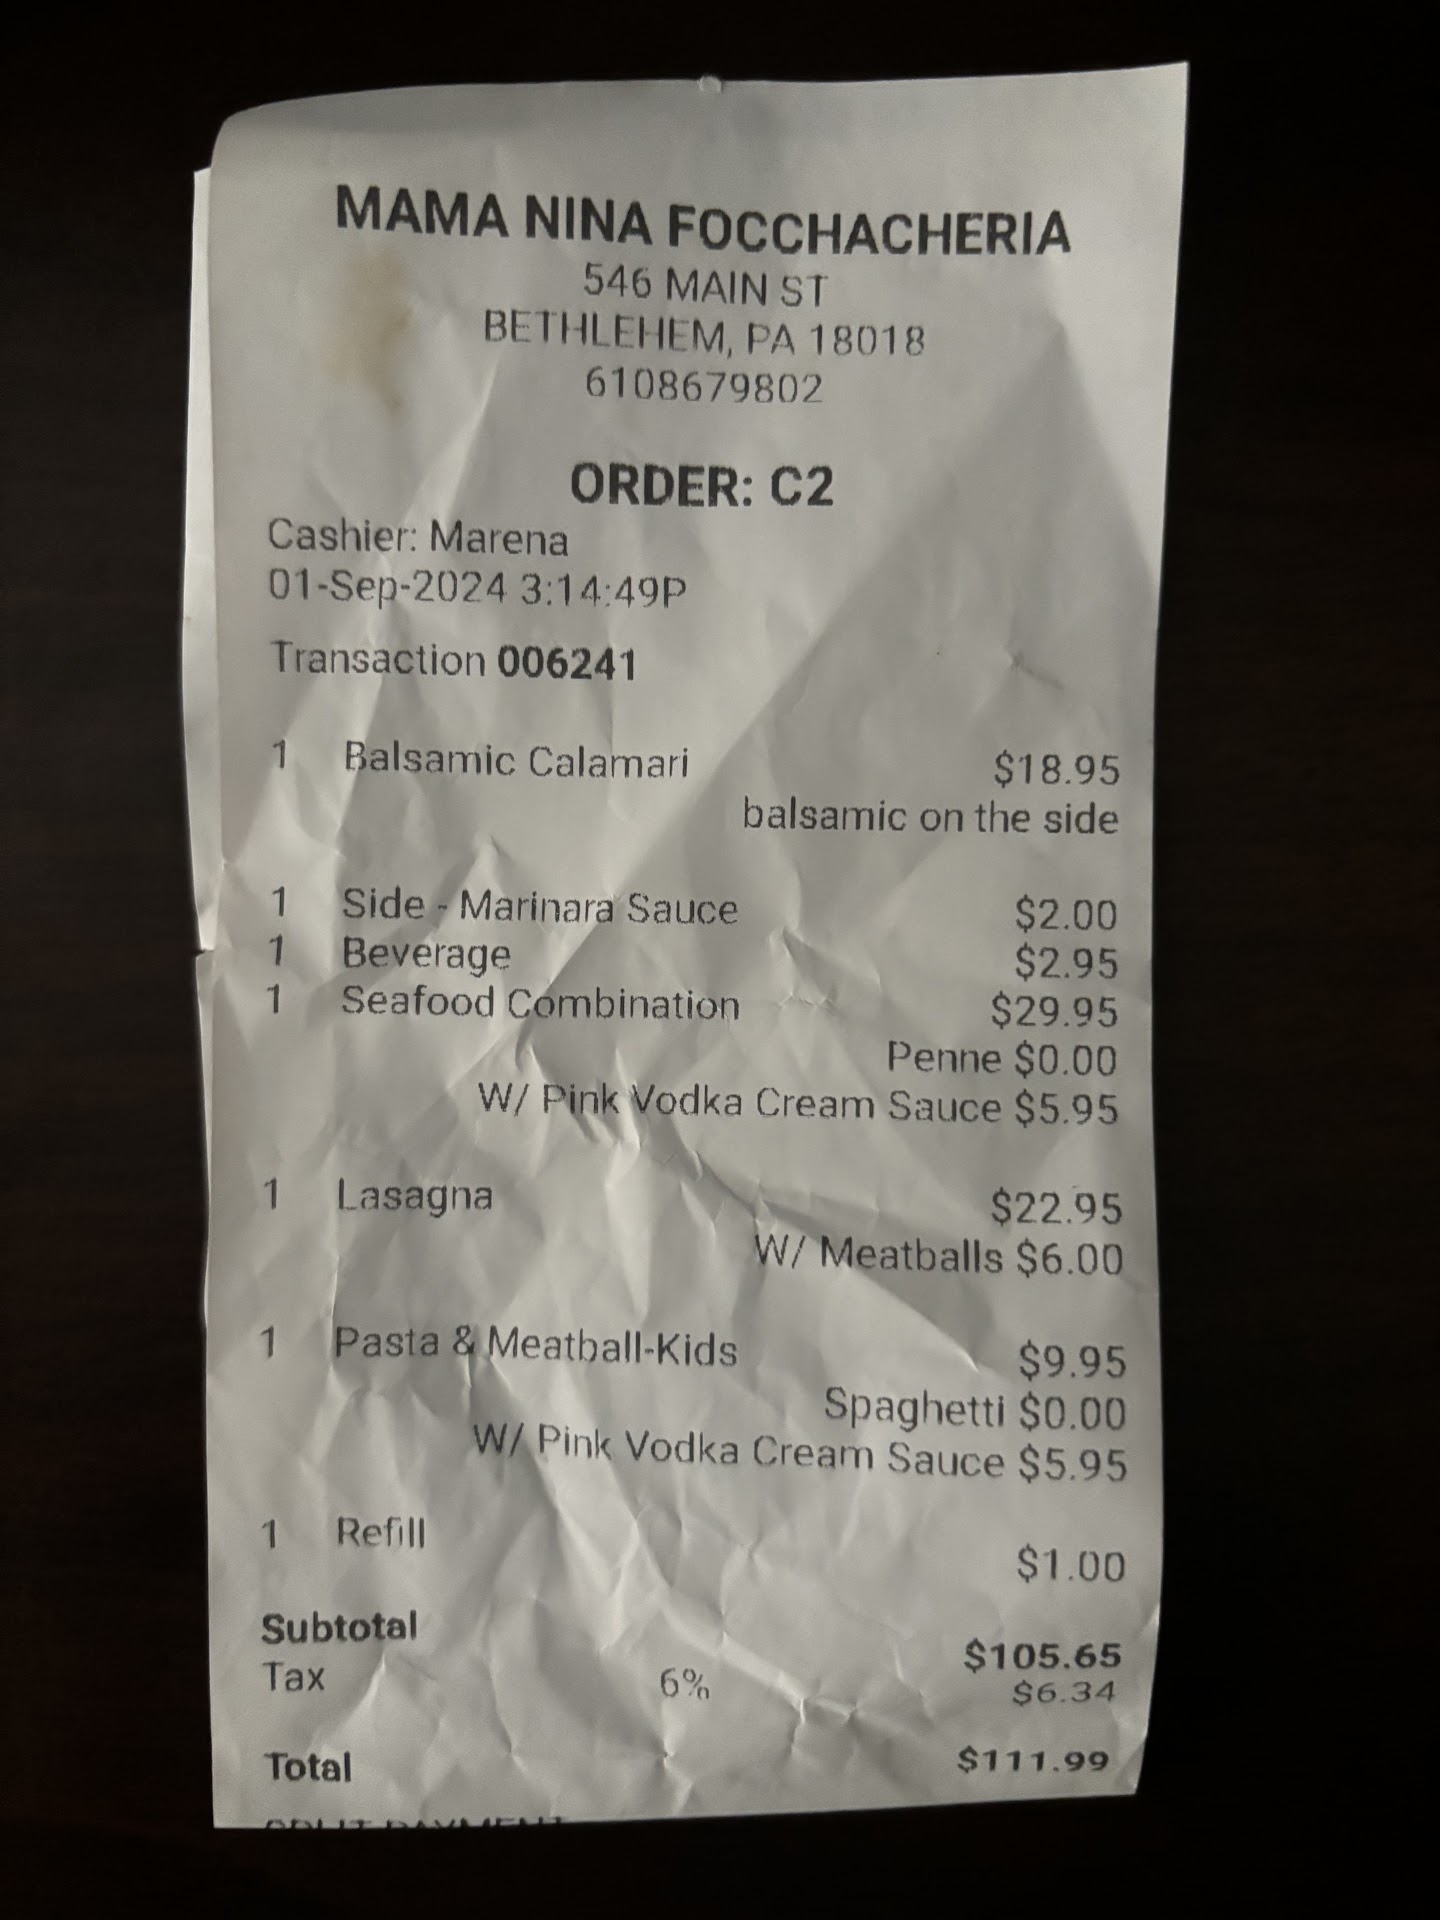 MAMA NINA FOCCHACHERIA
546 MAIN ST
BETHLEHEM, PA 18018
6108679802
ORDER: C2
Cashier: Marena
01-Sep-2024 3:14:49P
Transaction 006241
1 Balsamic Calamari $18.95
balsamic on the side
1 Side - Marinara Sauce $2.00
1 Beverage $2.95
1 Seafood Combination $29.95
Penne $0.00
W/ Pink Vodka Cream Sauce $5.95
1 Lasagna $22.95
W/ Meatballs $6.00
1 Pasta & Meatball-Kids $9.95
Spaghetti $0.00
W/ Pink Vodka Cream Sauce $5.95
1 Refill $1.00
Subtotal $105.65
Tax 6% $6.34
Total $111.99
SPLIT PAYMENT